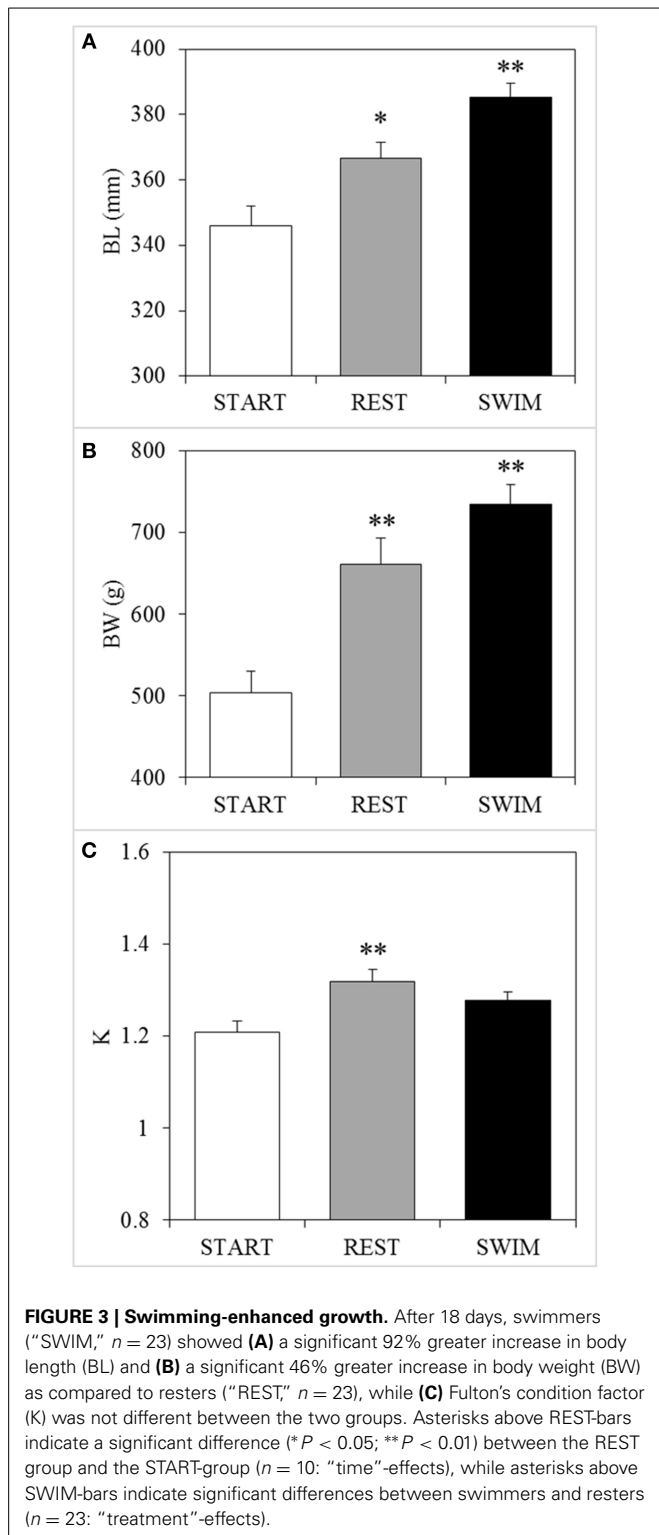 A
400
380
360
340
320
300
BL (mm)
*
**
START REST SWIM
B
800
700
600
500
400
BW (g)
**
**
START REST SWIM
C
1.6
1.4
1.2
1
0.8
K
**
START REST SWIM
FIGURE 3 | Swimming-enhanced growth. After 18 days, swimmers
(“SWIM,” n = 23) showed (A) a significant 92% greater increase in body
length (BL) and (B) a significant 46% greater increase in body weight (BW)
as compared to resters (“REST,” n = 23), while (C) Fulton’s condition factor
(K) was not different between the two groups. Asterisks above REST-bars
indicate a significant difference (*P < 0.05; **P < 0.01) between the REST
group and the START-group (n = 10: “time”-effects), while asterisks above
SWIM-bars indicate significant differences between swimmers and resters
(n = 23: “treatment”-effects).